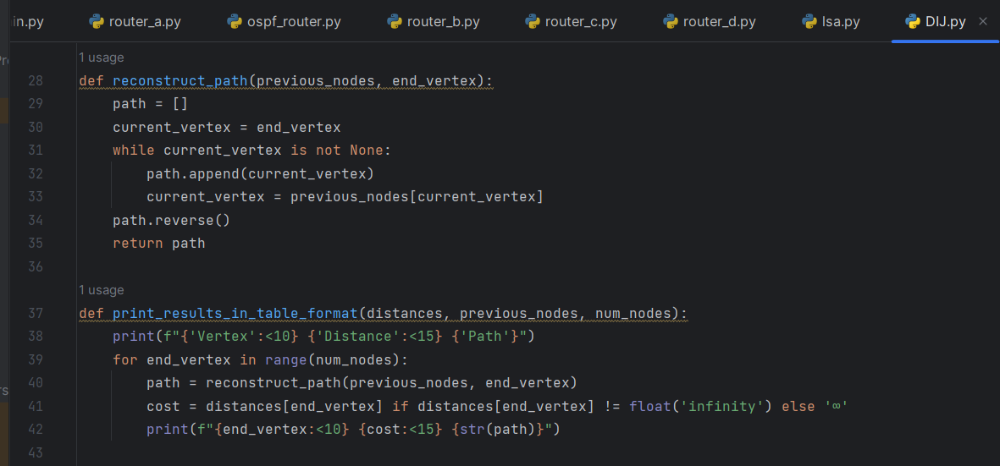 in.py router_a.py ospf_router.py router_b.py router_c.py router_d.py lsa.py DIJ.py
1 usage
28 def reconstruct_path(previous_nodes, end_vertex):
29     path = []
30     current_vertex = end_vertex
31     while current_vertex is not None:
32         path.append(current_vertex)
33         current_vertex = previous_nodes[current_vertex]
34     path.reverse()
35     return path
36
1 usage
37 def print_results_in_table_format(distances, previous_nodes, num_nodes):
38     print(f"{'Vertex':<10} {'Distance':<15} {'Path'}")
39     for end_vertex in range(num_nodes):
40         path = reconstruct_path(previous_nodes, end_vertex)
41         cost = distances[end_vertex] if distances[end_vertex] != float('infinity') else '∞'
42         print(f"{end_vertex:<10} {cost:<15} {str(path)}")
43